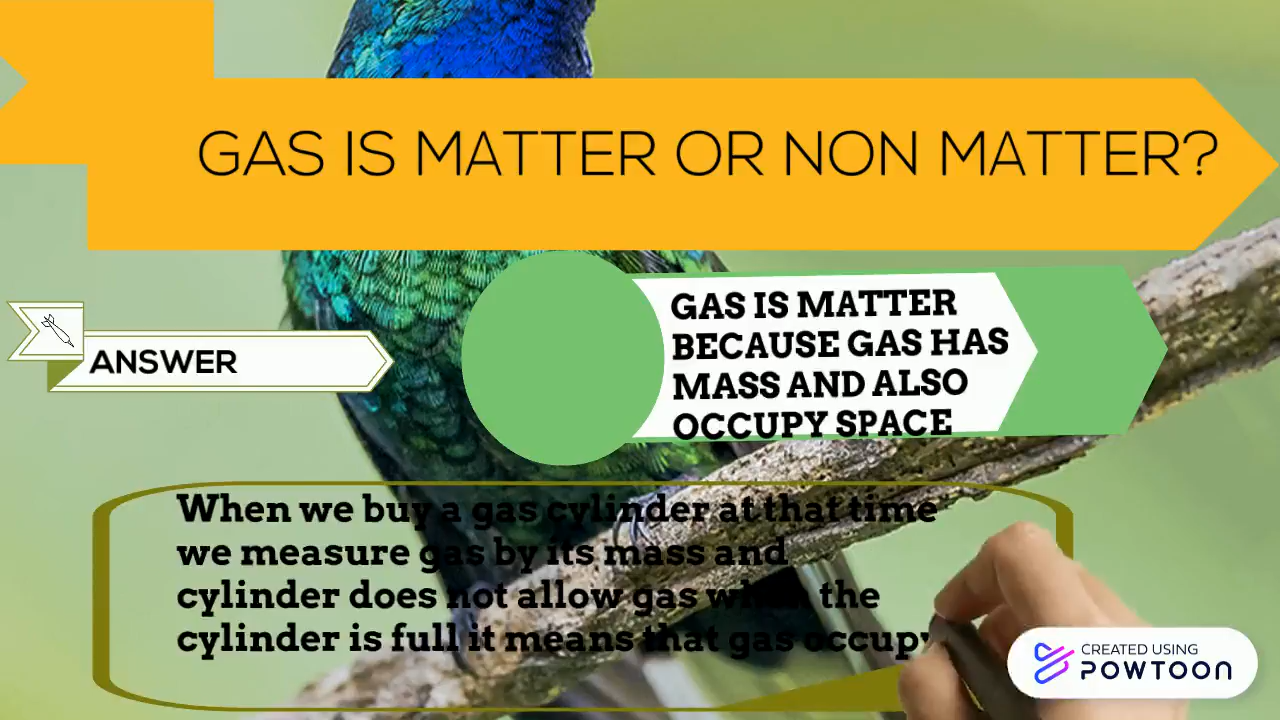 GAS IS MATTER OR NON MATTER?
ANSWER
GAS IS MATTER
BECAUSE GAS HAS
MASS AND ALSO
OCCUPY SPACE
When we buy a gas cylinder at that time
we measure gas by its mass and
cylinder does not allow gas when the
cylinder is full it means that gas occupy
CREATED USING
POWTOON